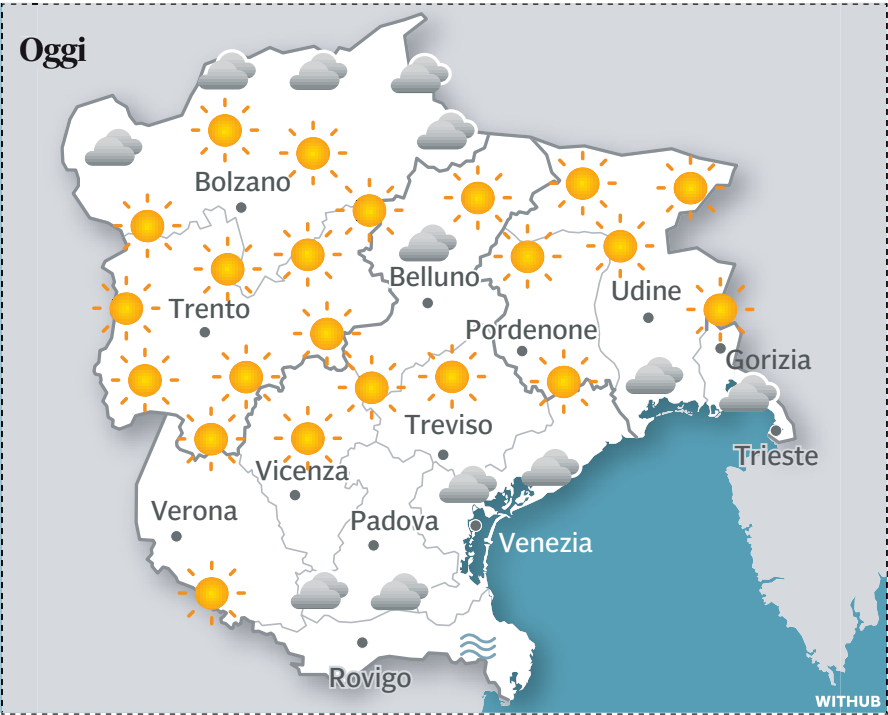 Oggi
Bolzano
Belluno
Udine
Trento
Pordenone
Gorizia
Treviso
Trieste
Vicenza
Verona
Padova
Venezia
Rovigo
WITHUB